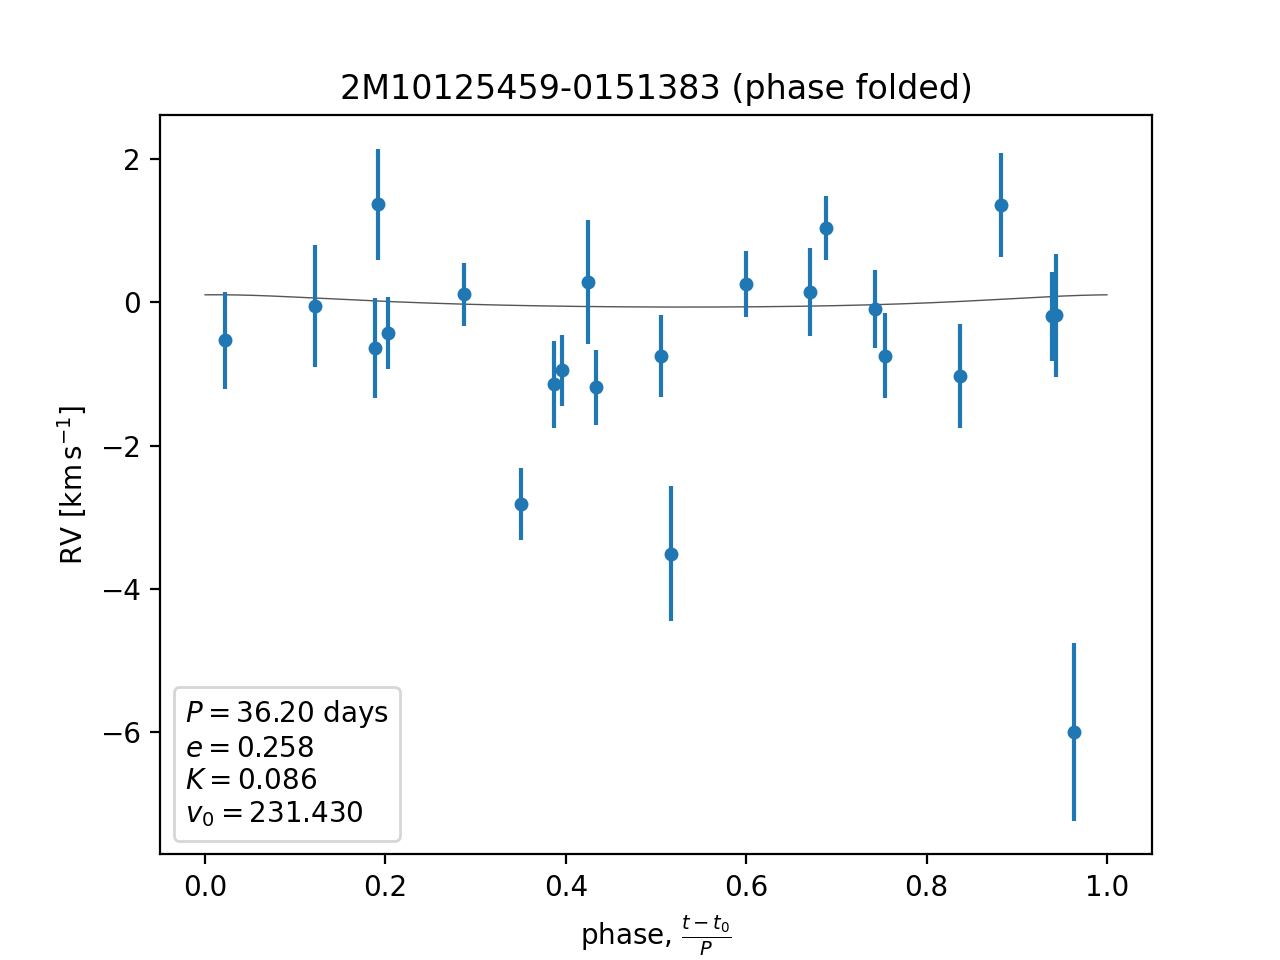 2M10125459-0151383 (phase folded)
RV [km s⁻¹]
2
0
−2
−4
−6
P = 36.20 days
e = 0.258
K = 0.086
v₀ = 231.430
0.0 0.2 0.4 0.6 0.8 1.0
phase, (t − t₀)/P